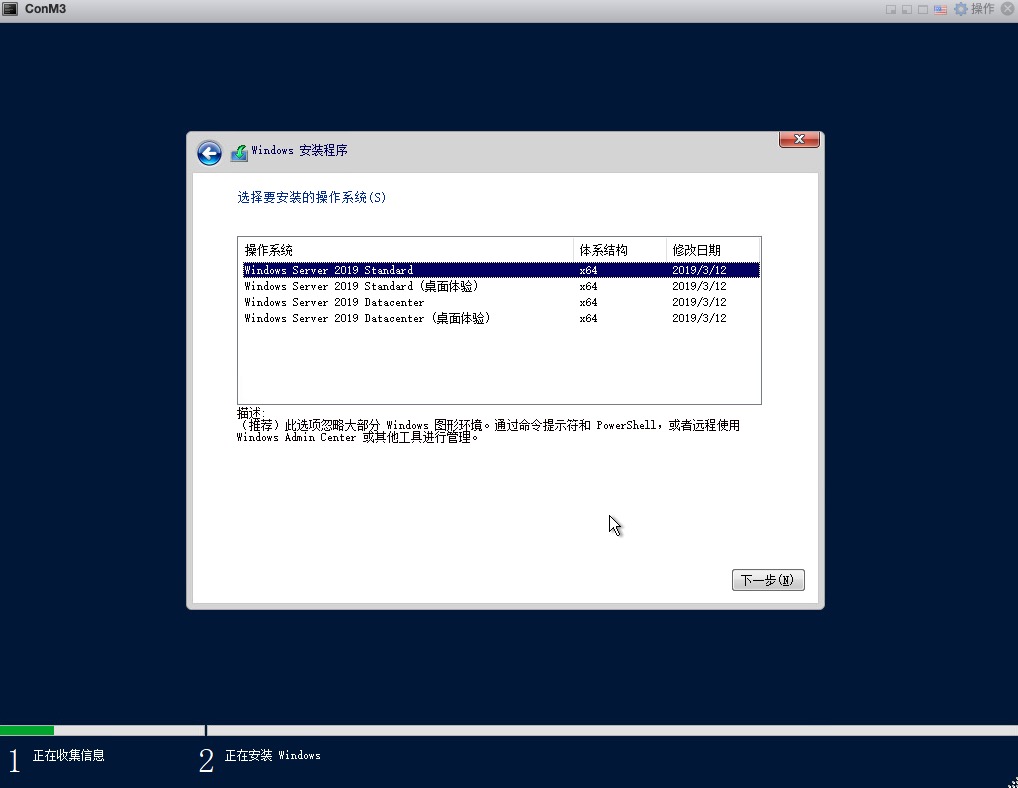 ConM3
操作
Windows 安装程序
选择要安装的操作系统(S)
操作系统 体系结构 修改日期
Windows Server 2019 Standard x64 2019/3/12
Windows Server 2019 Standard (桌面体验) x64 2019/3/12
Windows Server 2019 Datacenter x64 2019/3/12
Windows Server 2019 Datacenter (桌面体验) x64 2019/3/12
描述:
（推荐）此选项忽略大部分 Windows 图形环境。通过命令提示符和 PowerShell，或者远程使用
Windows Admin Center 或其他工具进行管理。
下一步(N)
1 正在收集信息 2 正在安装 Windows